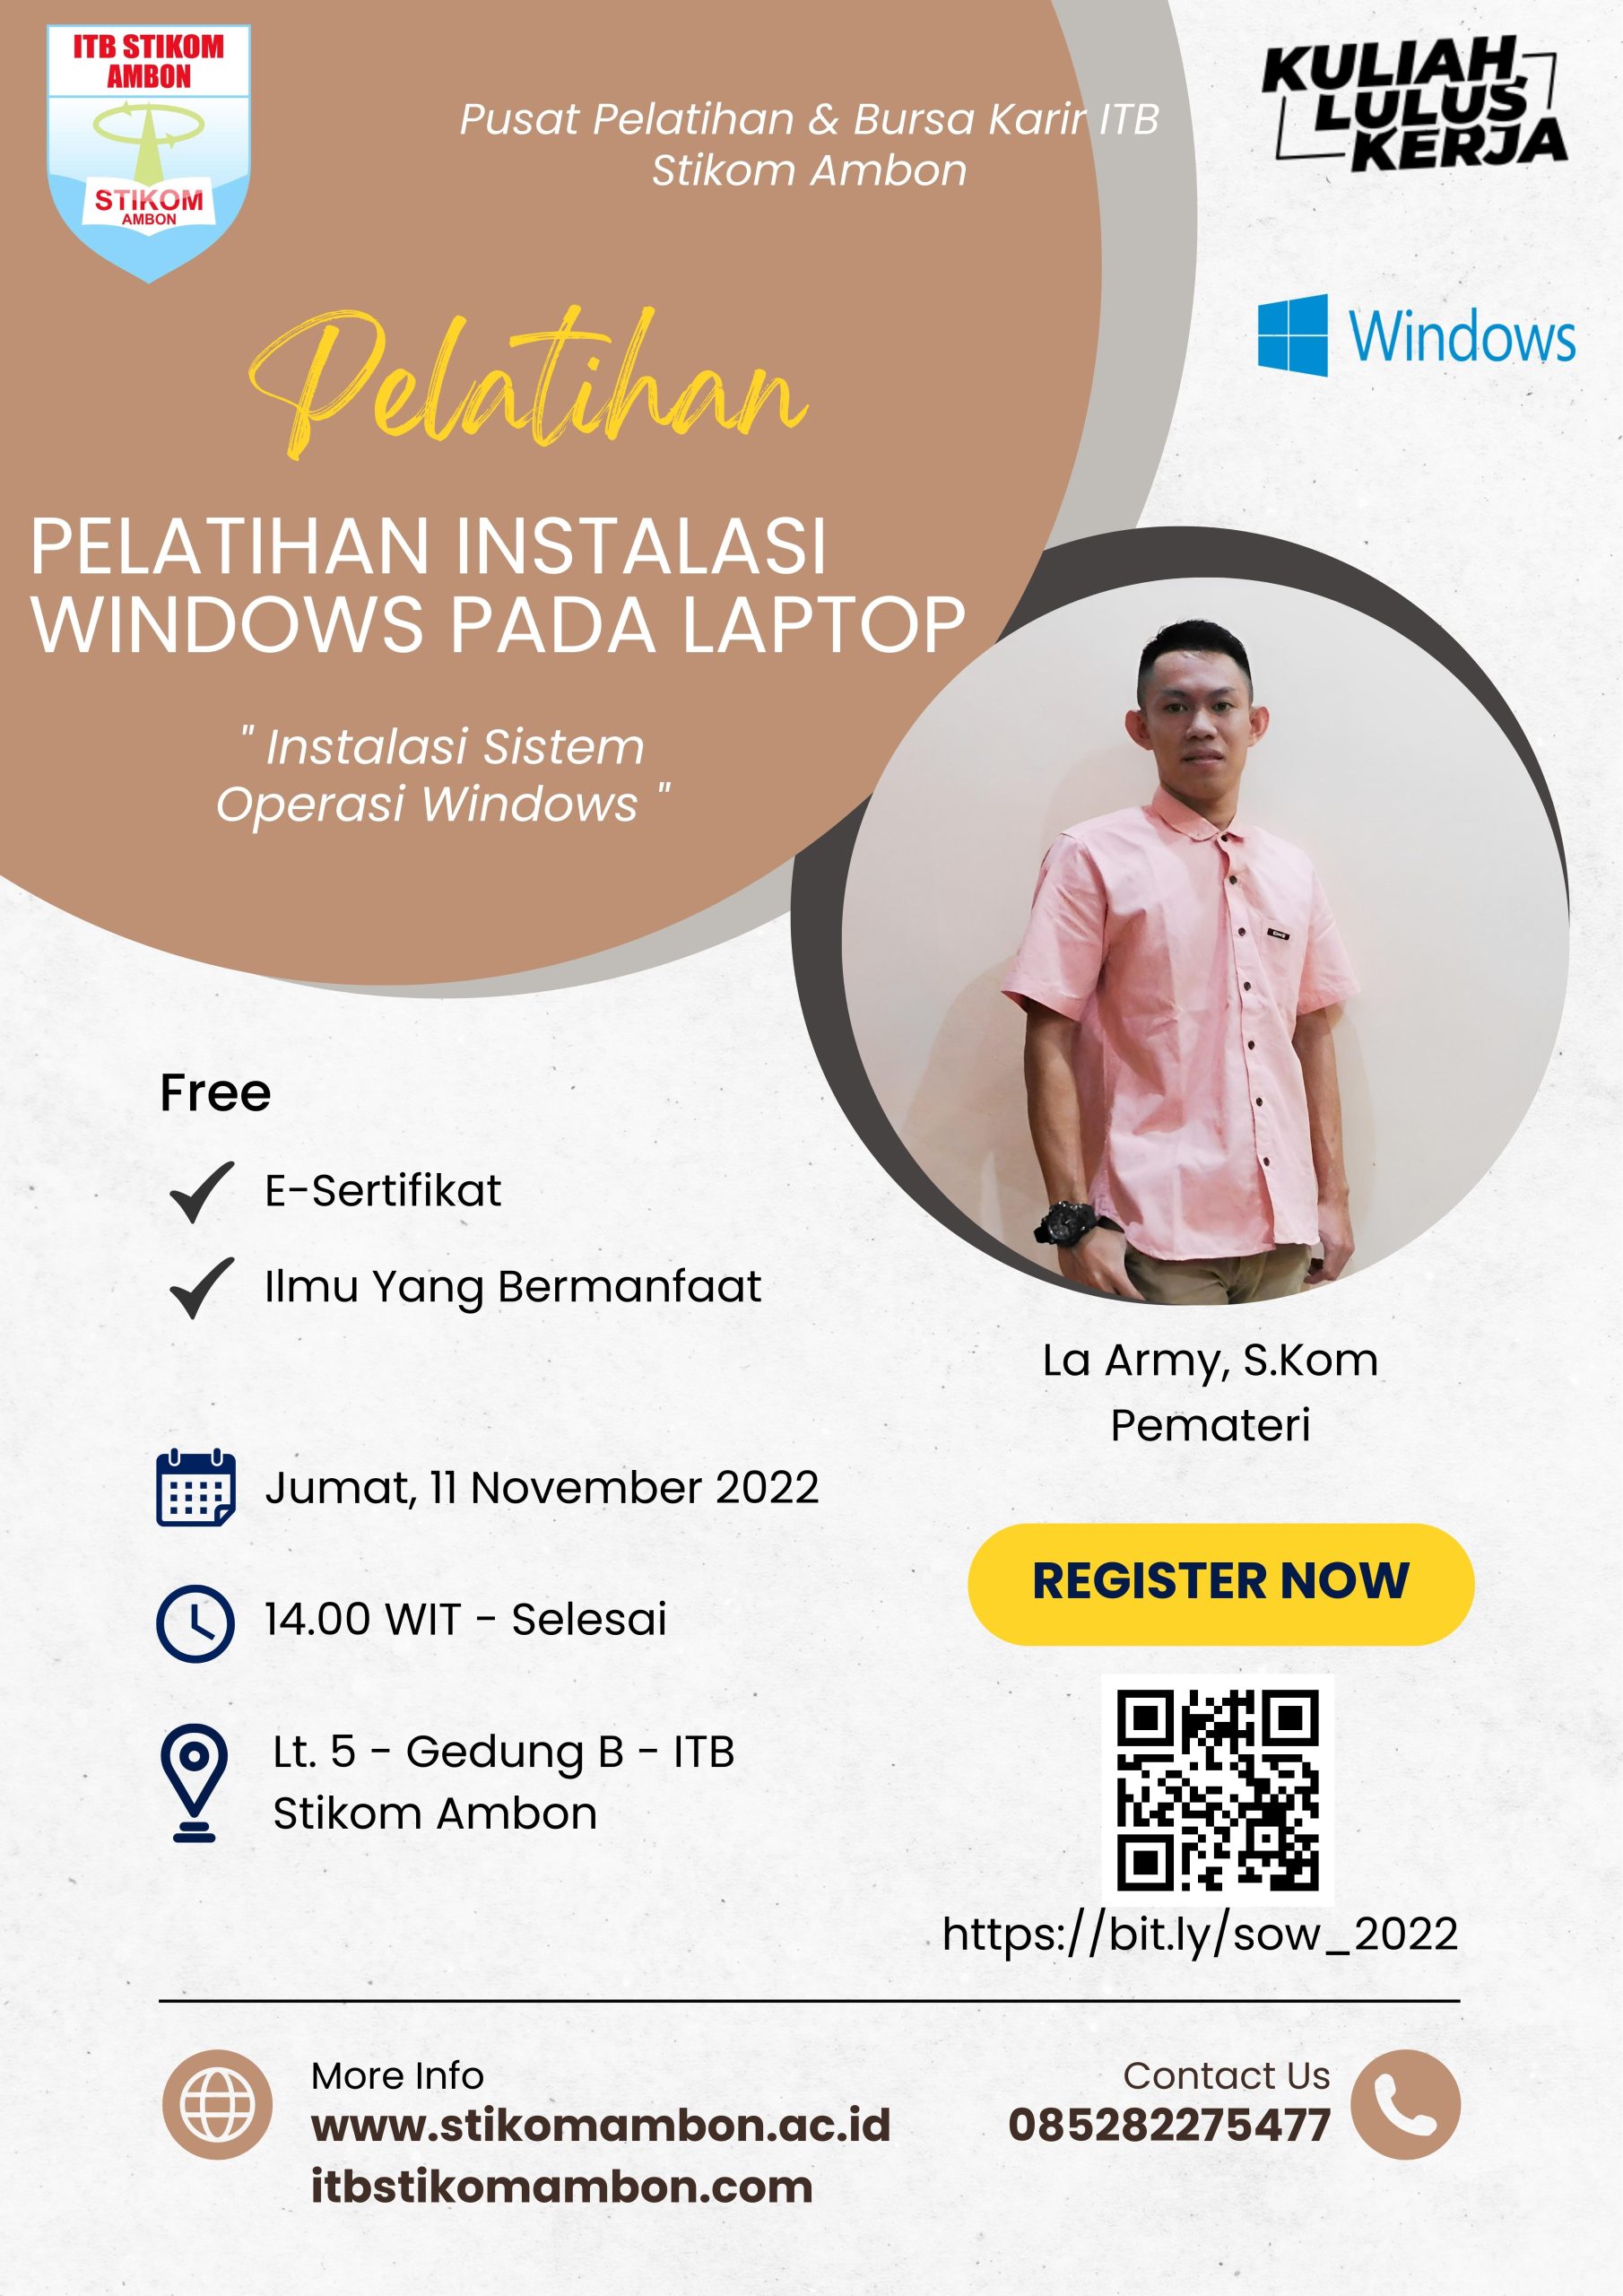 ITB STIKOM
AMBON
STIKOM
AMBON
Pusat Pelatihan & Bursa Karir ITB
Stikom Ambon
KULIAH
LULUS
KERJA
Windows
Pelatihan
PELATIHAN INSTALASI
WINDOWS PADA LAPTOP
" Instalasi Sistem
Operasi Windows "
Free
E-Sertifikat
Ilmu Yang Bermanfaat
La Army, S.Kom
Pemateri
Jumat, 11 November 2022
14.00 WIT - Selesai
Lt. 5 - Gedung B - ITB
Stikom Ambon
REGISTER NOW
https://bit.ly/sow_2022
More Info
www.stikomambon.ac.id
itbstikomambon.com
Contact Us
085282275477